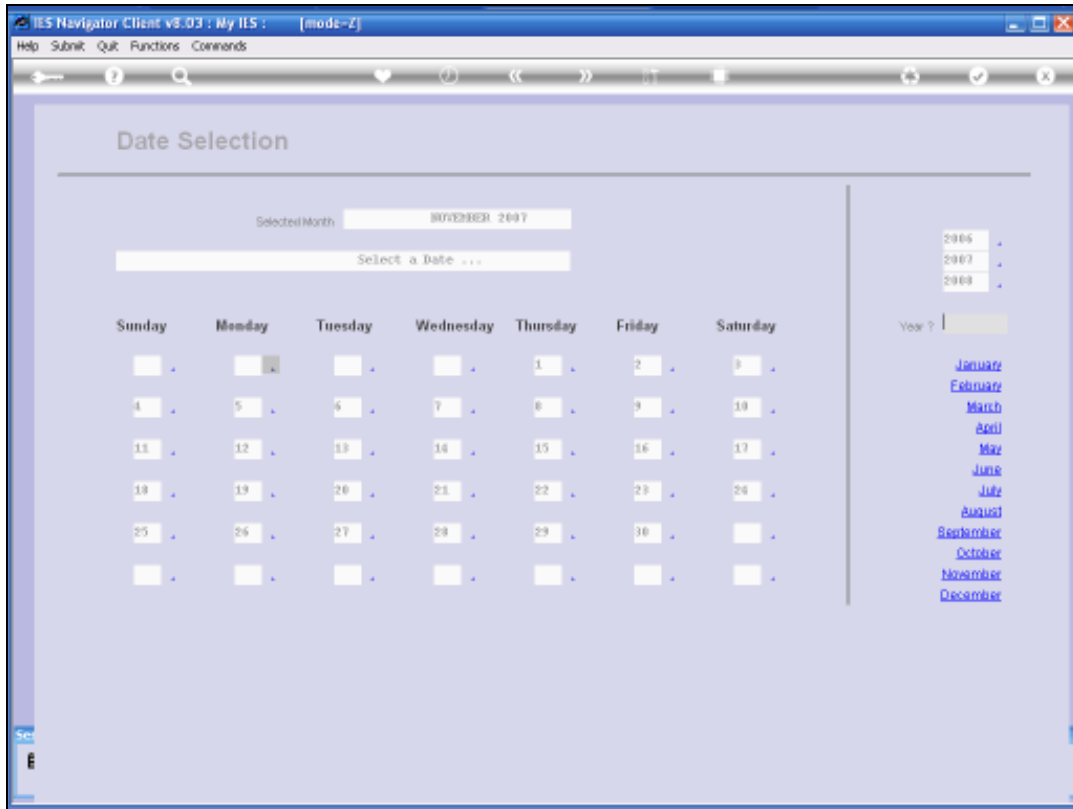 IES Navigator Client v8.03 : My IES : [mode=Z]
Help Submit Quit Functions Commands
Date Selection
Selected Month NOVEMBER 2007
Select a Date ...
2006
2007
2008
Year ?
Sunday Monday Tuesday Wednesday Thursday Friday Saturday
1 2 3
4 5 6 7 8 9 10
11 12 13 14 15 16 17
18 19 20 21 22 23 24
25 26 27 28 29 30
January
February
March
April
May
June
July
August
September
October
November
December